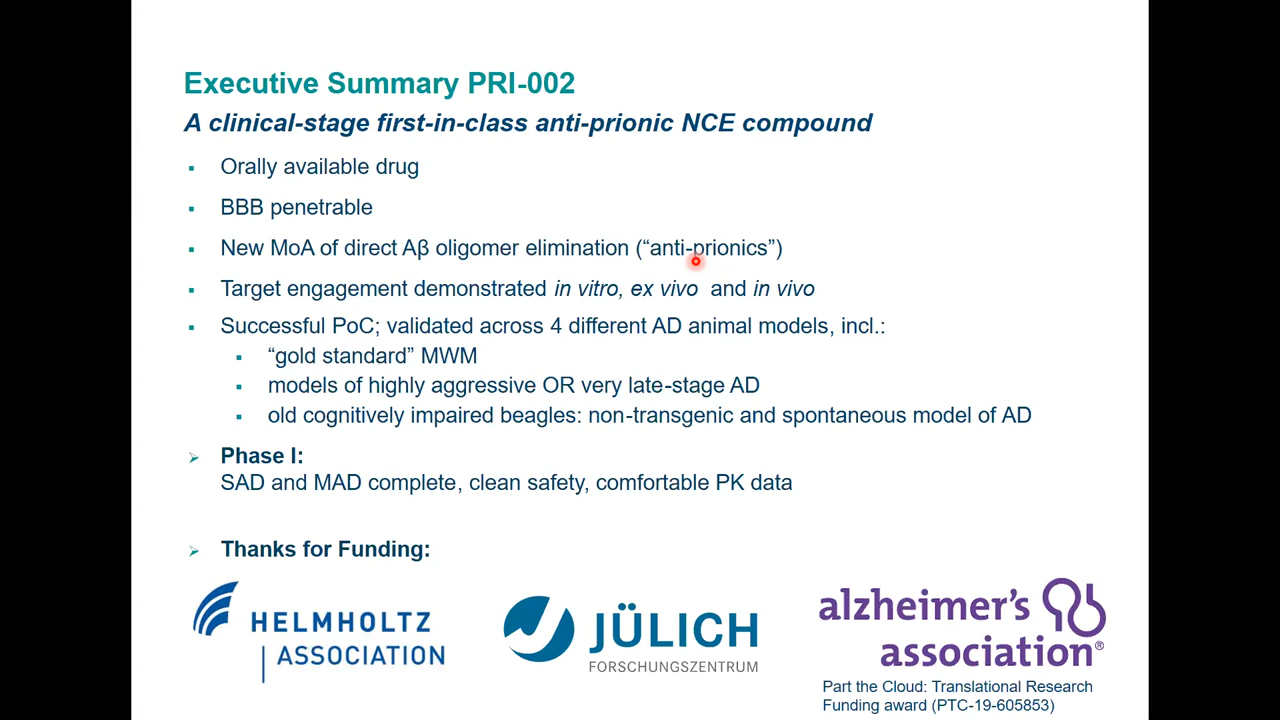 Executive Summary PRI-002
A clinical-stage first-in-class anti-prionic NCE compound
▪ Orally available drug
▪ BBB penetrable
▪ New MoA of direct Aβ oligomer elimination (“anti-prionics”)
▪ Target engagement demonstrated in vitro, ex vivo and in vivo
▪ Successful PoC; validated across 4 different AD animal models, incl.:
▪ “gold standard” MWM
▪ models of highly aggressive OR very late-stage AD
▪ old cognitively impaired beagles: non-transgenic and spontaneous model of AD
➢ Phase I:
SAD and MAD complete, clean safety, comfortable PK data
➢ Thanks for Funding:
HELMHOLTZ
ASSOCIATION
JÜLICH
FORSCHUNGSZENTRUM
alzheimer's
association®
Part the Cloud: Translational Research
Funding award (PTC-19-605853)